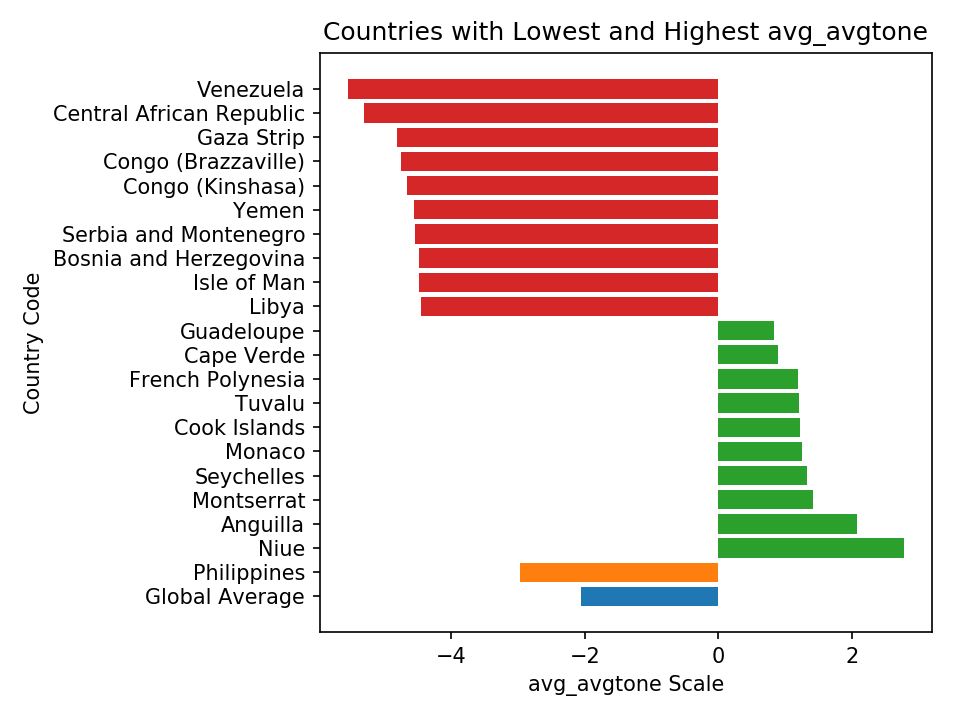 Countries with Lowest and Highest avg_avgtone
Venezuela
Central African Republic
Gaza Strip
Congo (Brazzaville)
Congo (Kinshasa)
Yemen
Serbia and Montenegro
Bosnia and Herzegovina
Isle of Man
Libya
Guadeloupe
Cape Verde
French Polynesia
Tuvalu
Cook Islands
Monaco
Seychelles
Montserrat
Anguilla
Niue
Philippines
Global Average
Country Code
−4 −2 0 2
avg_avgtone Scale